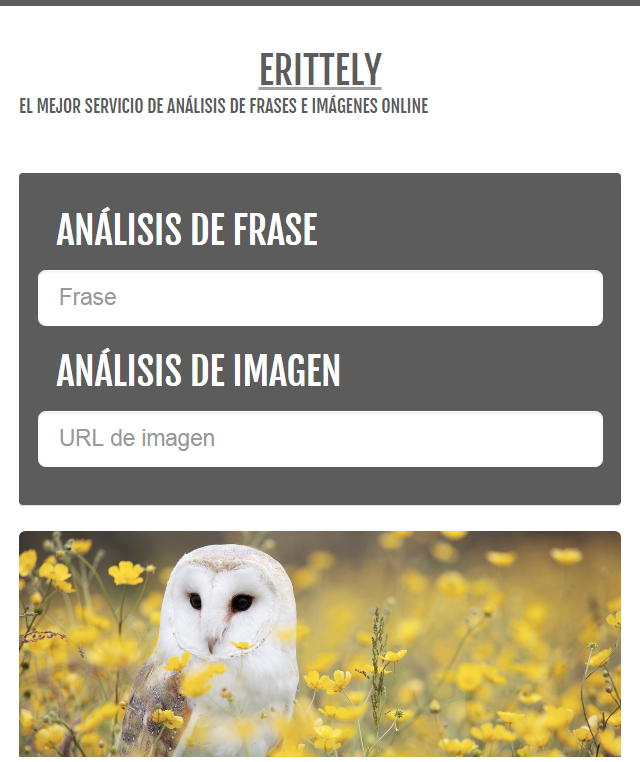 ERITTELY
EL MEJOR SERVICIO DE ANÁLISIS DE FRASES E IMÁGENES ONLINE
ANÁLISIS DE FRASE
Frase
ANÁLISIS DE IMAGEN
URL de imagen